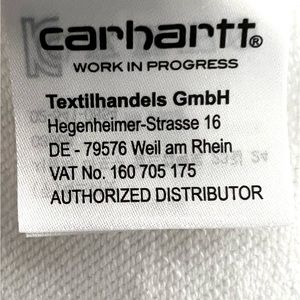 carhartt®
WORK IN PROGRESS
Textilhandels GmbH
Hegenheimer-Strasse 16
DE - 79576 Weil am Rhein
VAT No. 160 705 175
AUTHORIZED DISTRIBUTOR